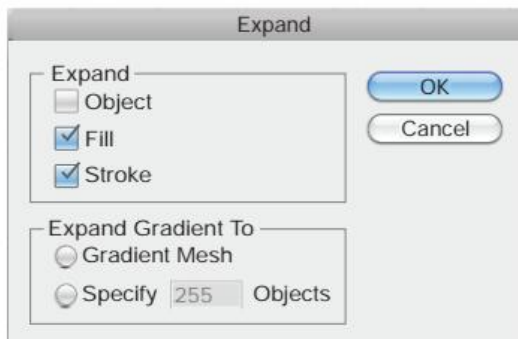 Expand
Expand
Object
Fill
Stroke
OK
Cancel
Expand Gradient To
Gradient Mesh
Specify 255 Objects